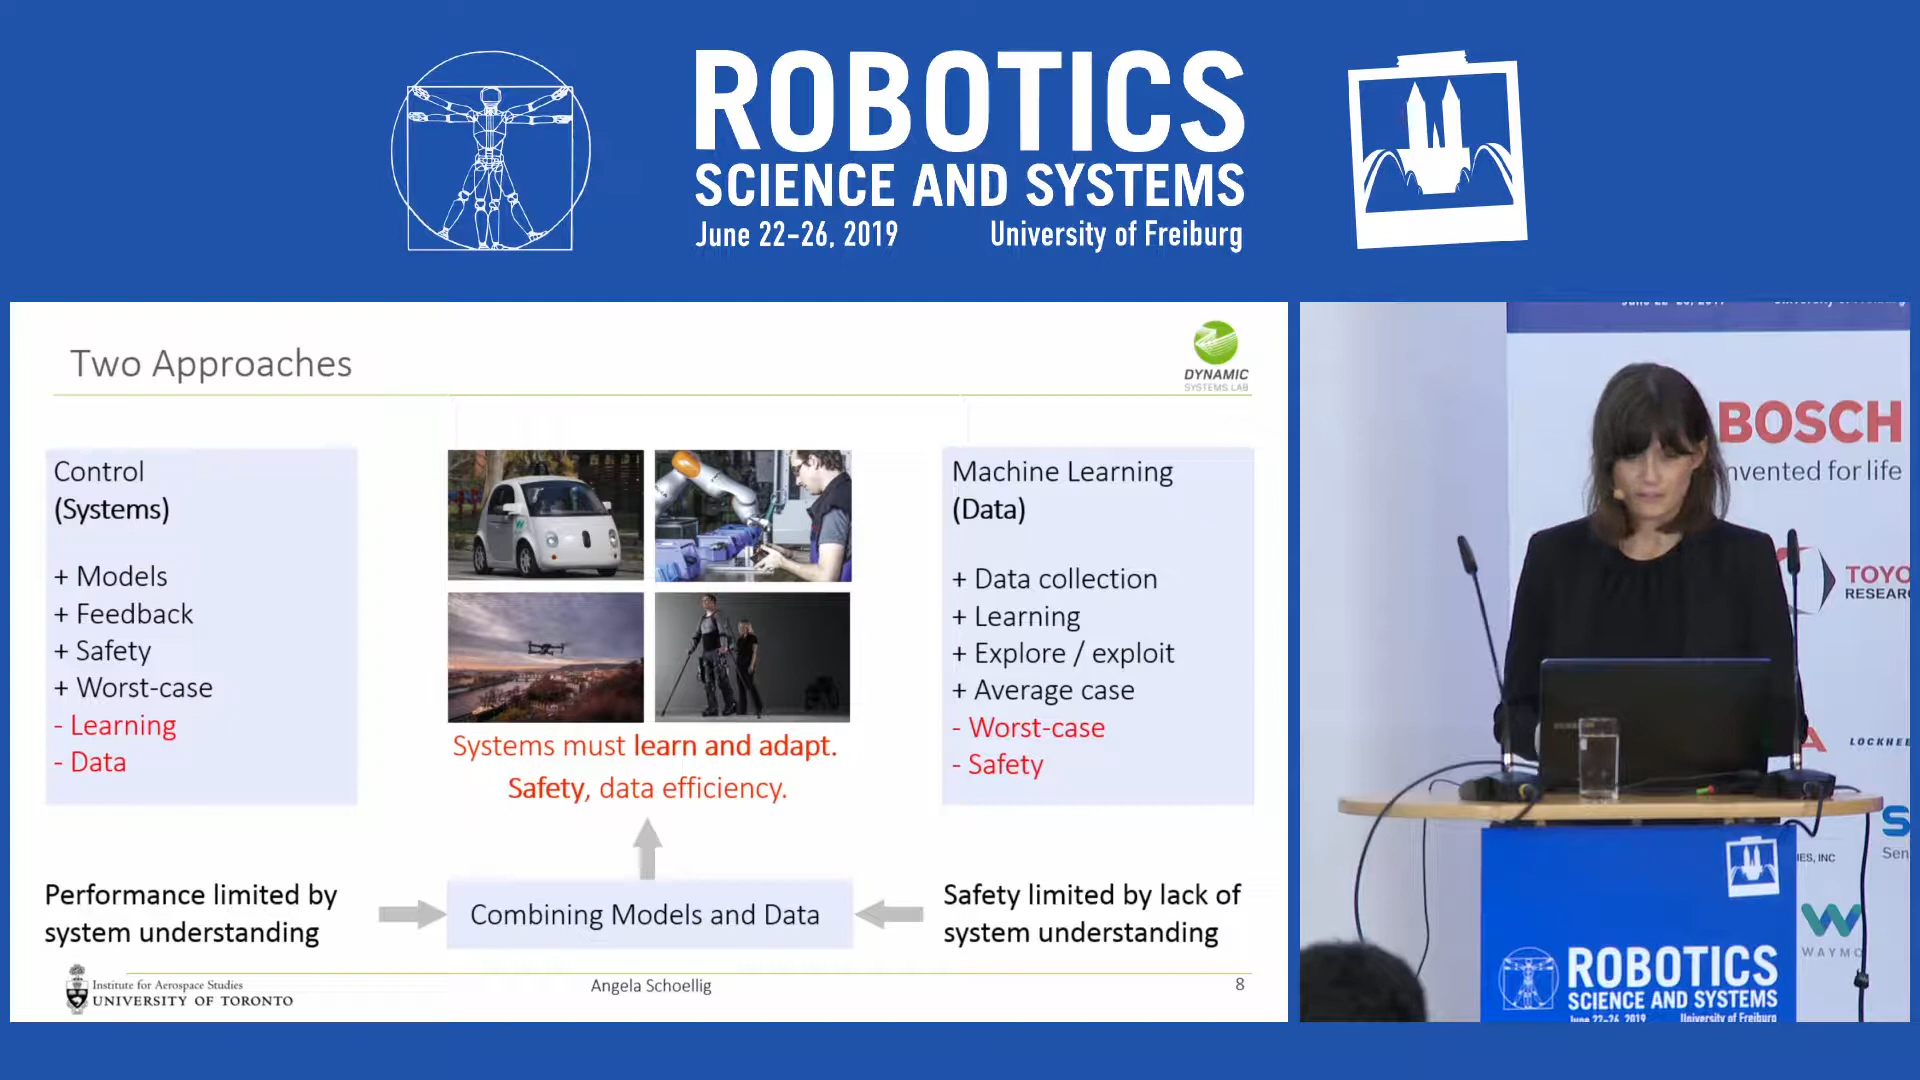 ROBOTICS
SCIENCE AND SYSTEMS
June 22-26, 2019 University of Freiburg
Two Approaches
DYNAMIC
SYSTEMS LAB
Control
(Systems)
+ Models
+ Feedback
+ Safety
+ Worst-case
- Learning
- Data
Systems must learn and adapt.
Safety, data efficiency.
Machine Learning
(Data)
+ Data collection
+ Learning
+ Explore / exploit
+ Average case
- Worst-case
- Safety
Performance limited by
system understanding
Combining Models and Data
Safety limited by lack of
system understanding
Institute for Aerospace Studies
UNIVERSITY OF TORONTO
Angela Schoellig
8
BOSCH
nvented for life
TOYO
RESEAR
LOCKHEE
IES, INC
Sen
WAYMO
ROBOTICS
SCIENCE AND SYSTEMS
June 22-26, 2019 University of Freiburg